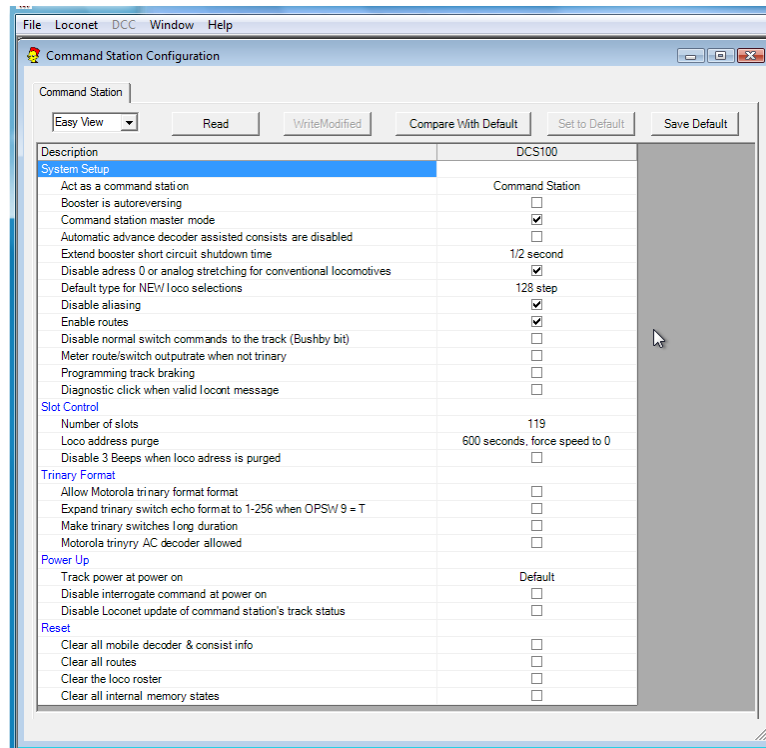 File Loconet DCC Window Help
Command Station Configuration
Command Station
Easy View Read WriteModified Compare With Default Set to Default Save Default
Description DCS100
System Setup
Act as a command station Command Station
Booster is autoreversing
Command station master mode
Automatic advance decoder assisted consists are disabled
Extend booster short circuit shutdown time 1/2 second
Disable adress 0 or analog stretching for conventional locomotives
Default type for NEW loco selections 128 step
Disable aliasing
Enable routes
Disable normal switch commands to the track (Bushby bit)
Meter route/switch outputrate when not trinary
Programming track braking
Diagnostic click when valid locont message
Slot Control
Number of slots 119
Loco address purge 600 seconds, force speed to 0
Disable 3 Beeps when loco adress is purged
Trinary Format
Allow Motorola trinary format format
Expand trinary switch echo format to 1-256 when OPSW 9 = T
Make trinary switches long duration
Motorola trinyry AC decoder allowed
Power Up
Track power at power on Default
Disable interrogate command at power on
Disable Loconet update of command station's track status
Reset
Clear all mobile decoder & consist info
Clear all routes
Clear the loco roster
Clear all internal memory states